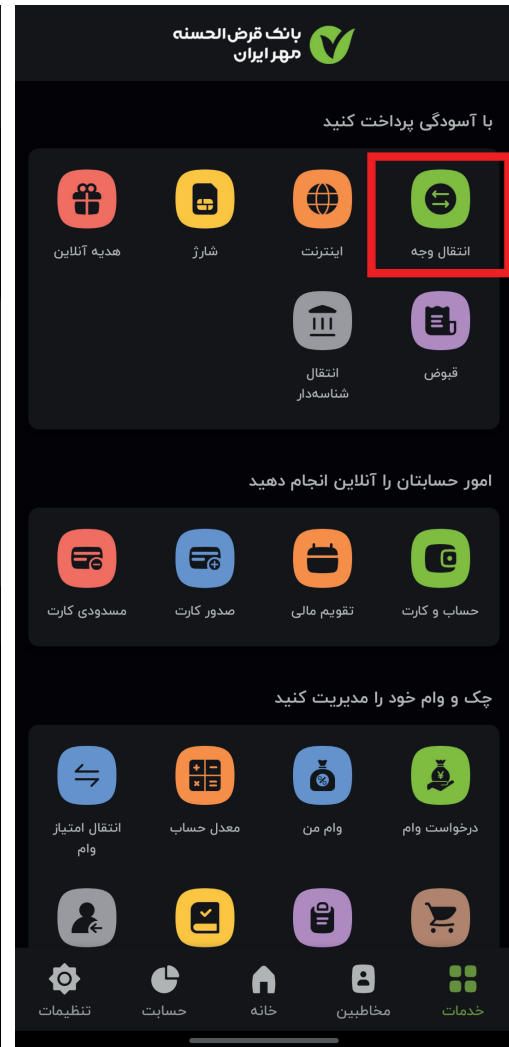 بانک قرض‌الحسنه
مهر ایران
با آسودگی پرداخت کنید
انتقال وجه
اینترنت
شارژ
هدیه آنلاین
قبوض
انتقال
شناسه‌دار
امور حسابتان را آنلاین انجام دهید
حساب و کارت
تقویم مالی
صدور کارت
مسدودی کارت
چک و وام خود را مدیریت کنید
درخواست وام
وام من
معدل حساب
انتقال امتیاز
وام
خدمات
مخاطبین
خانه
حسابت
تنظیمات